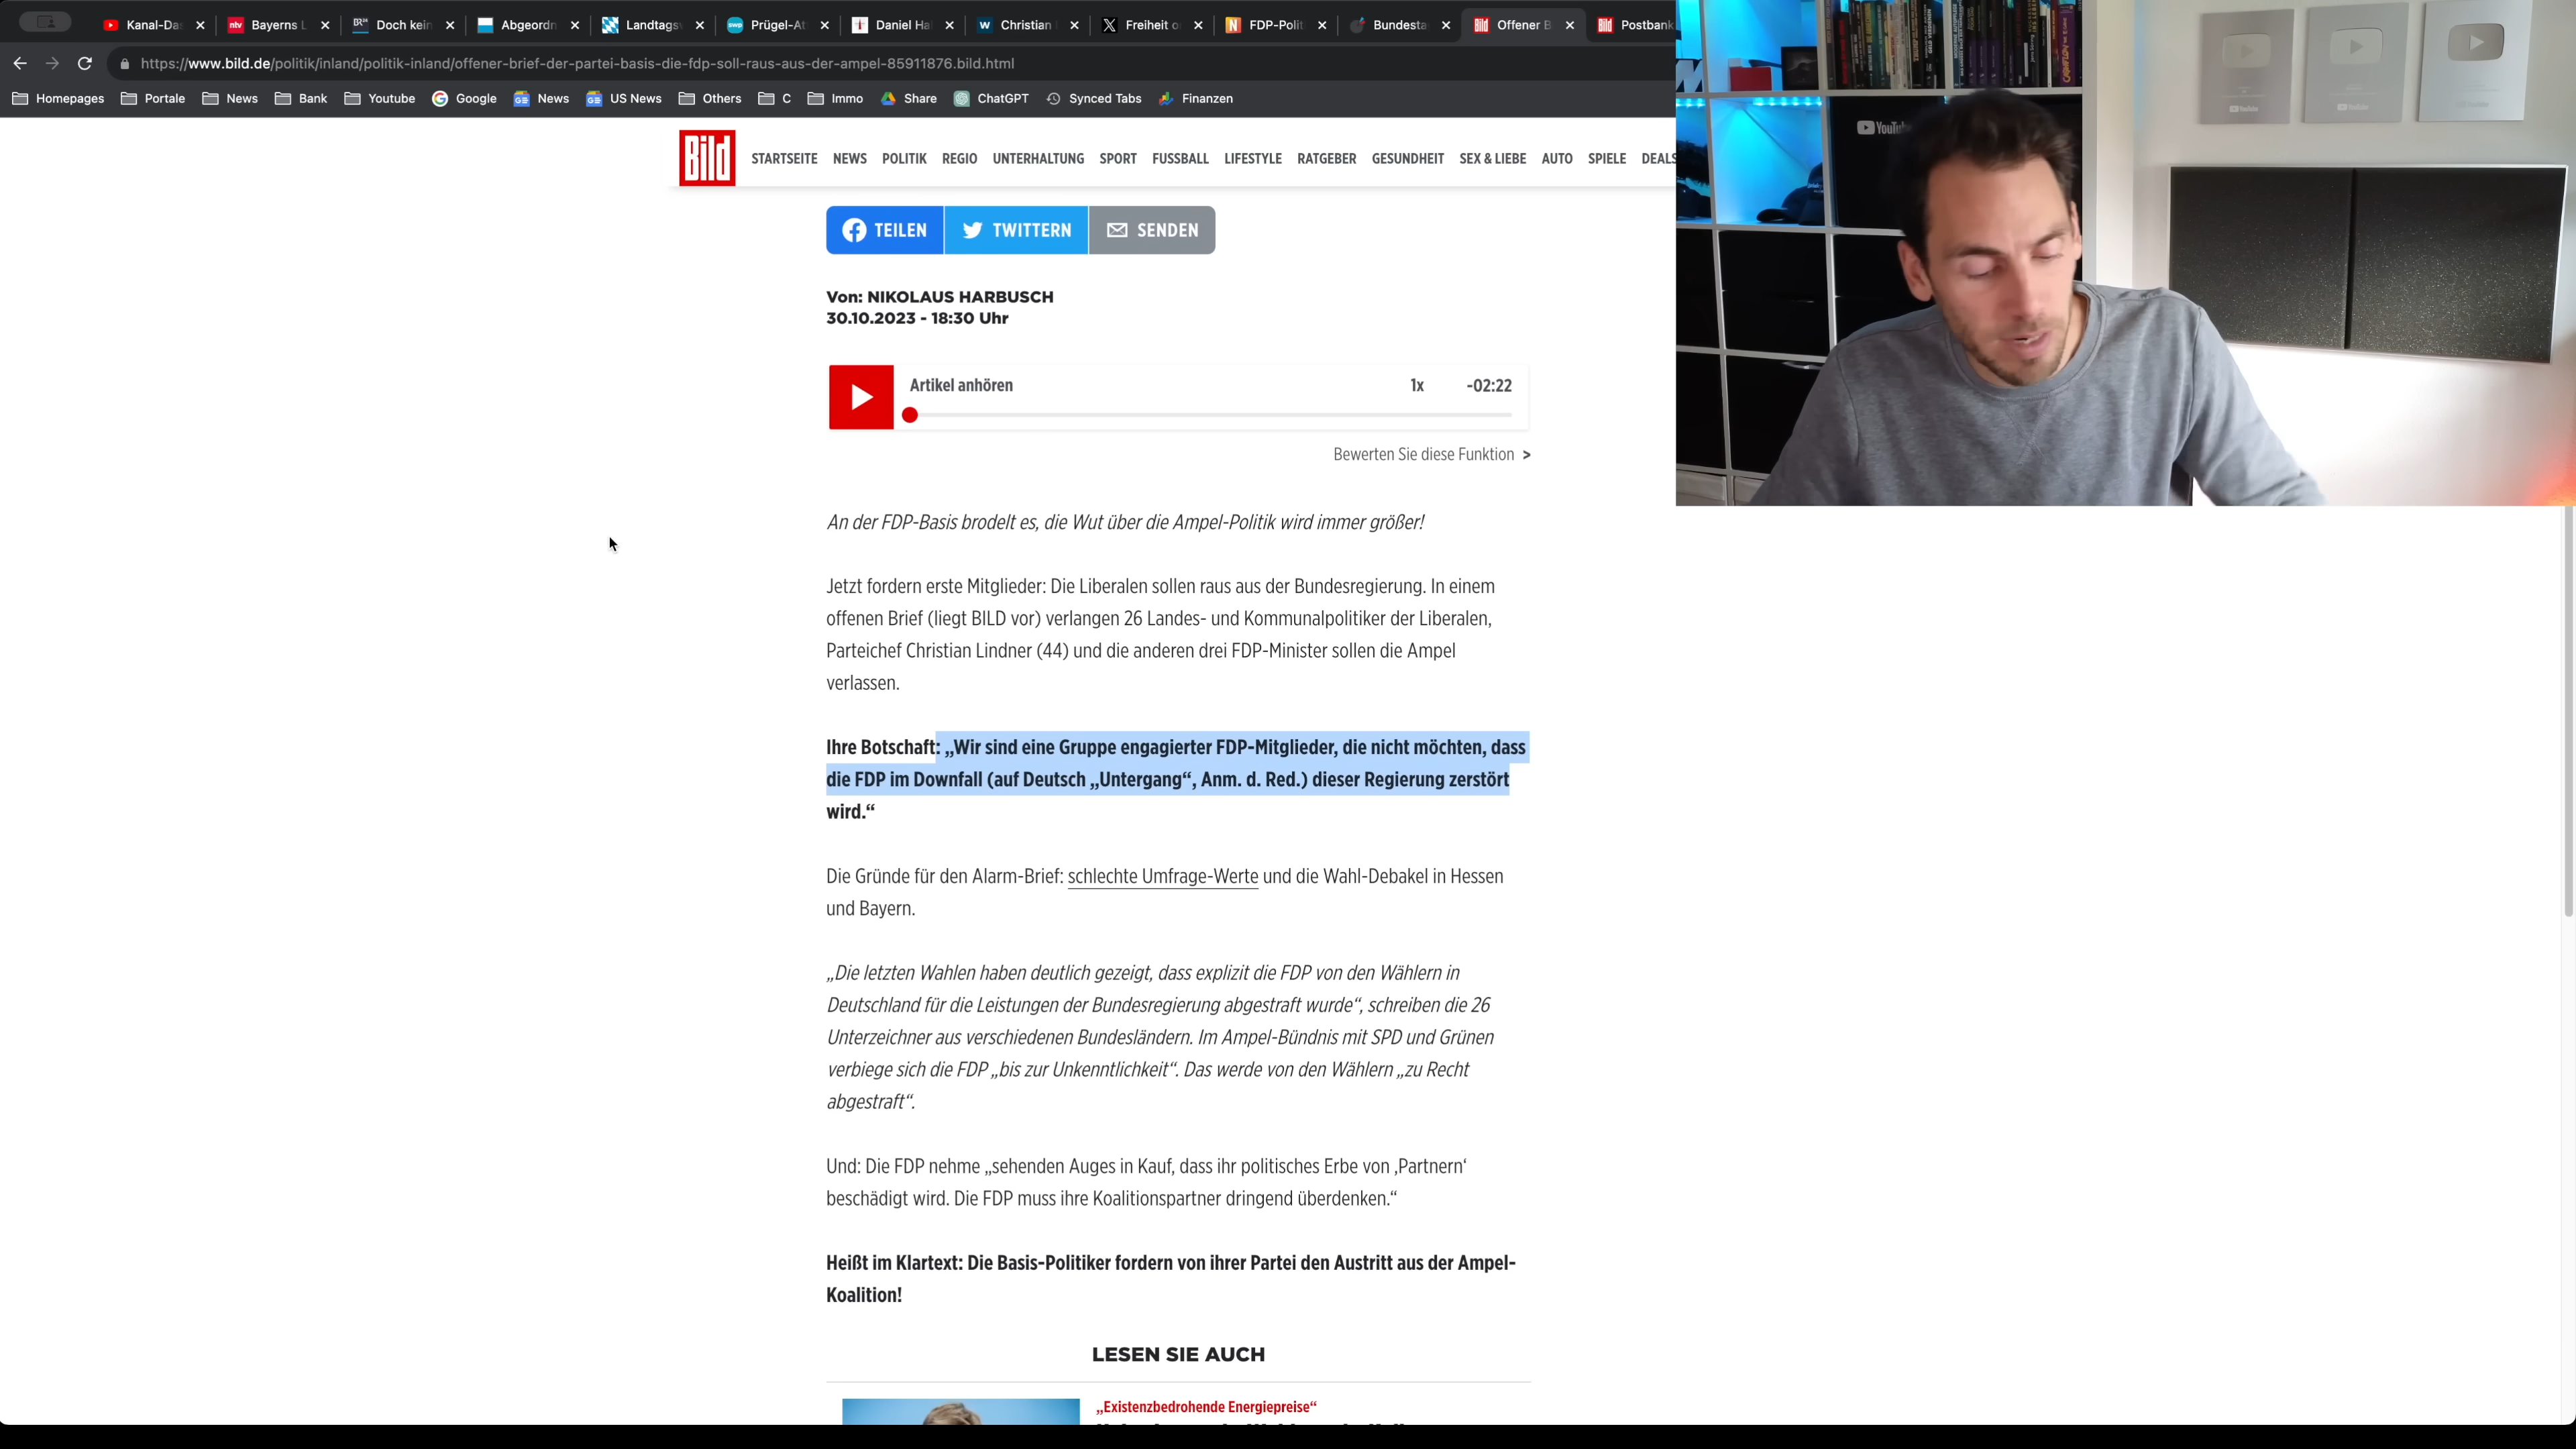 Kanal-Da
Bayerns L
Doch kein
Abgeordn
Landtags
Prügel-At
Daniel Ha
Christian
Freiheit o
FDP-Polit
Bundesta
Offener B
Postbank
https://www.bild.de/politik/inland/politik-inland/offener-brief-der-partei-basis-die-fdp-soll-raus-aus-der-ampel-85911876.bild.html
Homepages Portale News Bank Youtube Google News US News Others C Immo Share ChatGPT Synced Tabs Finanzen
YouTube YouTube
YouTu
Bild STARTSEITE NEWS POLITIK REGIO UNTERHALTUNG SPORT FUSSBALL LIFESTYLE RATGEBER GESUNDHEIT SEX & LIEBE AUTO SPIELE DEALS
TEILEN TWITTERN SENDEN
Von: NIKOLAUS HARBUSCH
30.10.2023 - 18:30 Uhr
Artikel anhören 1x -02:22
Bewerten Sie diese Funktion >
An der FDP-Basis brodelt es, die Wut über die Ampel-Politik wird immer größer!
Jetzt fordern erste Mitglieder: Die Liberalen sollen raus aus der Bundesregierung. In einem
offenen Brief (liegt BILD vor) verlangen 26 Landes- und Kommunalpolitiker der Liberalen,
Parteichef Christian Lindner (44) und die anderen drei FDP-Minister sollen die Ampel
verlassen.
Ihre Botschaft: „Wir sind eine Gruppe engagierter FDP-Mitglieder, die nicht möchten, dass
die FDP im Downfall (auf Deutsch „Untergang“, Anm. d. Red.) dieser Regierung zerstört
wird.“
Die Gründe für den Alarm-Brief: schlechte Umfrage-Werte und die Wahl-Debakel in Hessen
und Bayern.
„Die letzten Wahlen haben deutlich gezeigt, dass explizit die FDP von den Wählern in
Deutschland für die Leistungen der Bundesregierung abgestraft wurde“, schreiben die 26
Unterzeichner aus verschiedenen Bundesländern. Im Ampel-Bündnis mit SPD und Grünen
verbiege sich die FDP „bis zur Unkenntlichkeit“. Das werde von den Wählern „zu Recht
abgestraft“.
Und: Die FDP nehme „sehenden Auges in Kauf, dass ihr politisches Erbe von ‚Partnern‘
beschädigt wird. Die FDP muss ihre Koalitionspartner dringend überdenken.“
Heißt im Klartext: Die Basis-Politiker fordern von ihrer Partei den Austritt aus der Ampel-
Koalition!
LESEN SIE AUCH
„Existenzbedrohende Energiepreise“